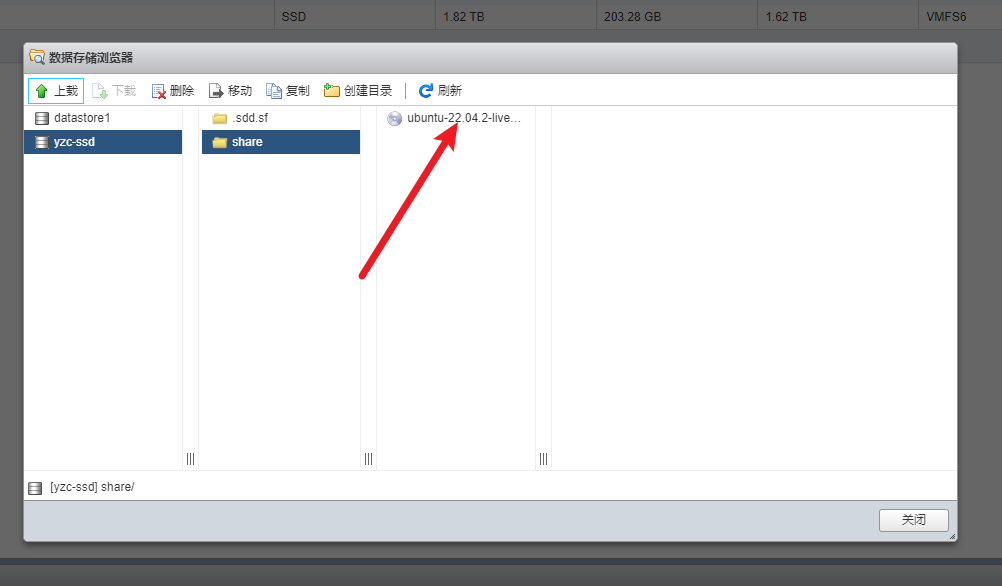 SSD 1.82 TB 203.28 GB 1.62 TB VMFS6
数据存储浏览器
上载 下载 删除 移动 复制 创建目录 刷新
datastore1 .sdd.sf ubuntu-22.04.2-live...
yzc-ssd share
[yzc-ssd] share/
关闭